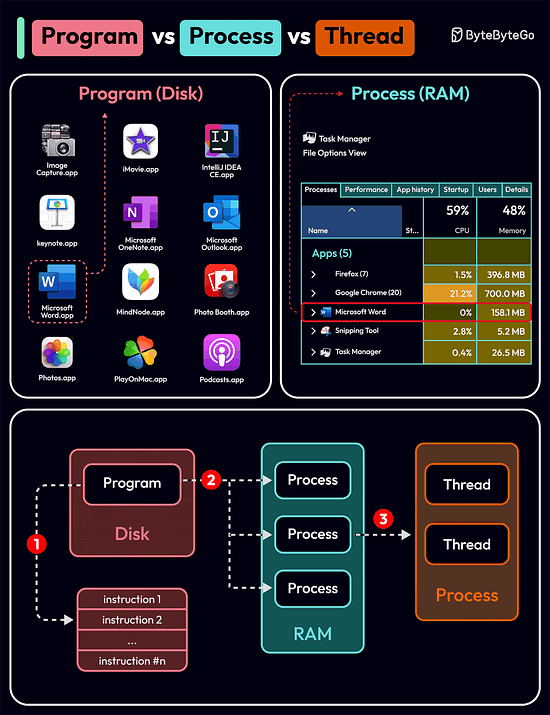 Program vs Process vs Thread
ByteByteGo
Program (Disk)
Image
Capture.app
iMovie.app
IntelliJ IDEA
CE.app
keynote.app
Microsoft
OneNote.app
Microsoft
Outlook.app
Microsoft
Word.app
MindNode.app
Photo Booth.app
Photos.app
PlayOnMac.app
Podcasts.app
Process (RAM)
Task Manager
File Options View
Processes Performance App history Startup Users Details
59% 48%
Name St... CPU Memory
Apps (5)
Firefox (7) 1.5% 396.8 MB
Google Chrome (20) 21.2% 700.0 MB
Microsoft Word 0% 158.1 MB
Snipping Tool 2.8% 5.2 MB
Task Manager 0.4% 26.5 MB
Program
Disk
1
instruction 1
instruction 2
...
instruction #n
2
Process
Process
Process
RAM
3
Thread
Thread
Process